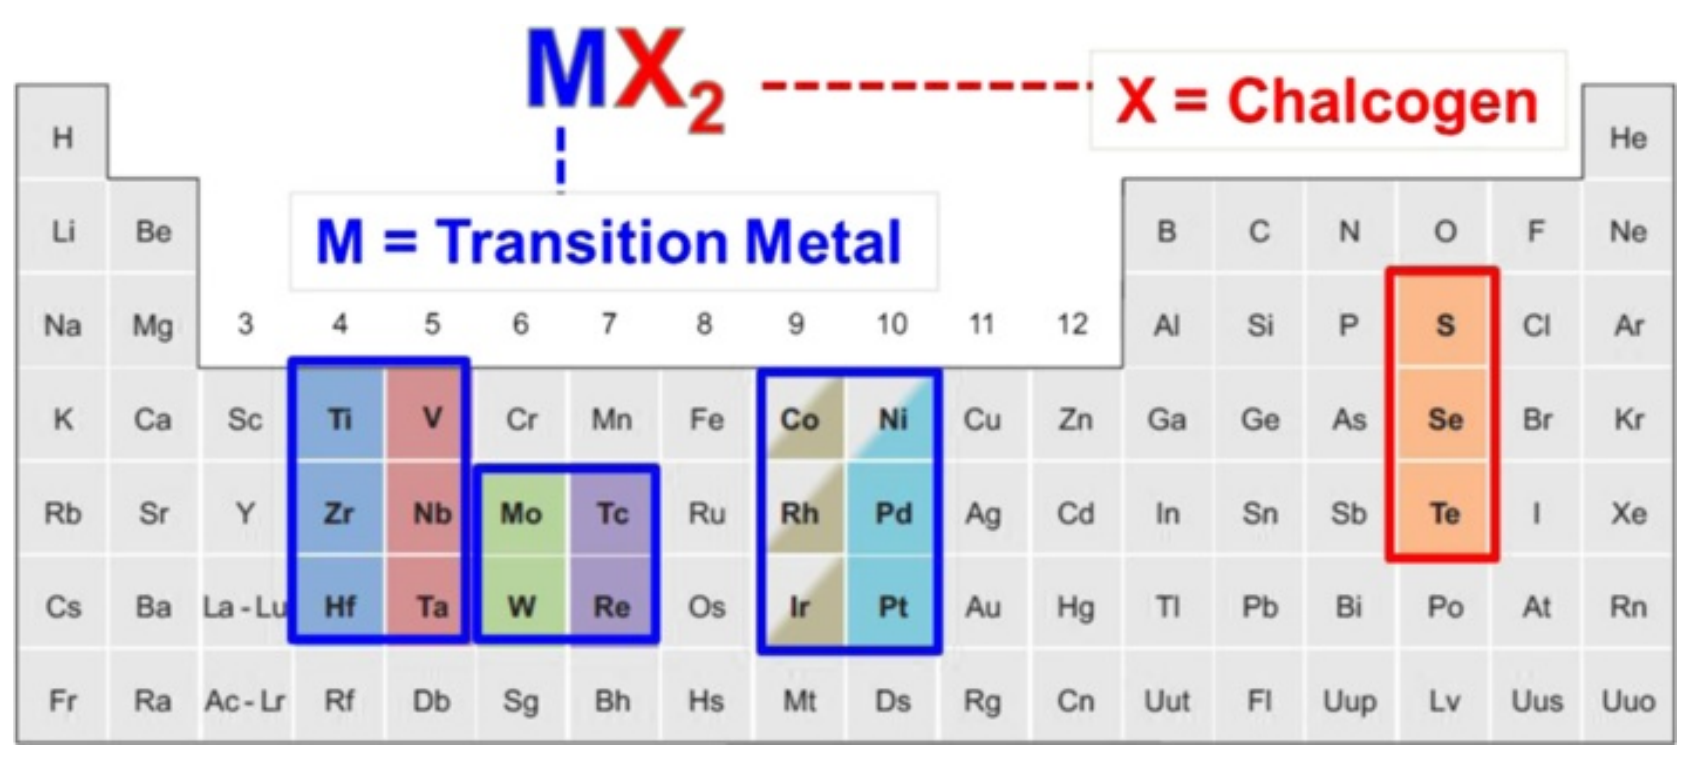 MX2
X = Chalcogen
H He
M = Transition Metal
Li Be B C N O F Ne
Na Mg 3 4 5 6 7 8 9 10 11 12 Al Si P S Cl Ar
K Ca Sc Ti V Cr Mn Fe Co Ni Cu Zn Ga Ge As Se Br Kr
Rb Sr Y Zr Nb Mo Tc Ru Rh Pd Ag Cd In Sn Sb Te I Xe
Cs Ba La - Lu Hf Ta W Re Os Ir Pt Au Hg Tl Pb Bi Po At Rn
Fr Ra Ac - Lr Rf Db Sg Bh Hs Mt Ds Rg Cn Uut Fl Uup Lv Uus Uuo